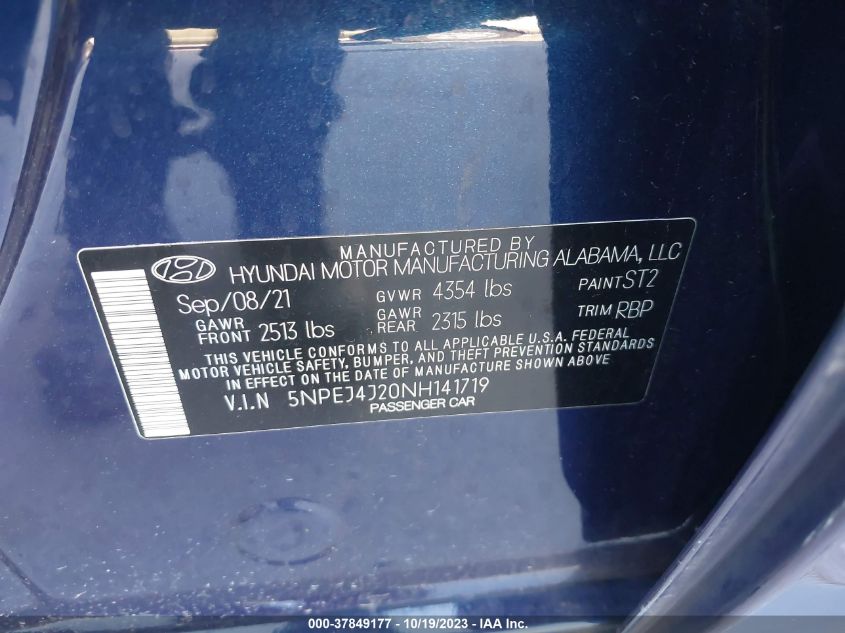 MANUFACTURED BY
HYUNDAI MOTOR MANUFACTURING ALABAMA, LLC
Sep/08/21 GVWR 4354 lbs PAINT ST2
GAWR FRONT 2513 lbs GAWR REAR 2315 lbs TRIM RBP
THIS VEHICLE CONFORMS TO ALL APPLICABLE U.S.A. FEDERAL
MOTOR VEHICLE SAFETY, BUMPER, AND THEFT PREVENTION STANDARDS
IN EFFECT ON THE DATE OF MANUFACTURE SHOWN ABOVE
V.I.N 5NPEJ4J20NH141719
PASSENGER CAR
000-37849177 - 10/19/2023 - IAA Inc.